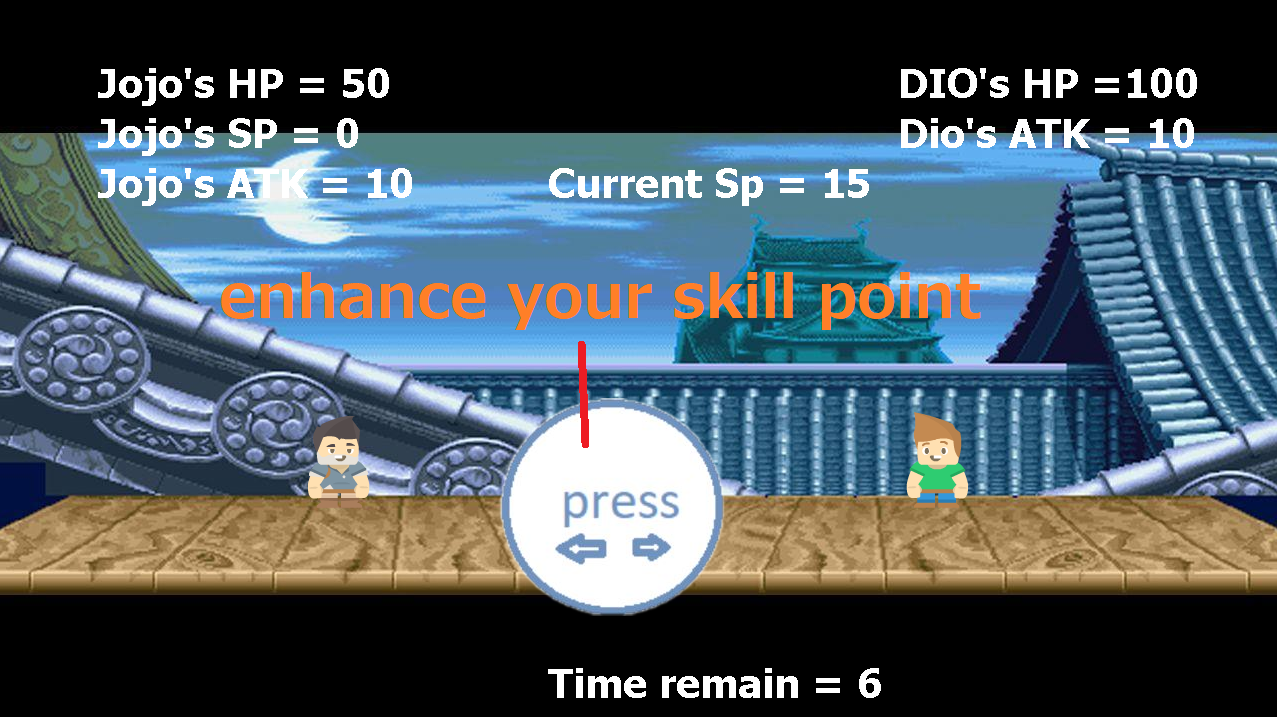 Jojo's HP = 50
DIO's HP =100
Jojo's SP = 0
Dio's ATK = 10
Jojo's ATK = 10
Current Sp = 15
enhance your skill point
press
Time remain = 6